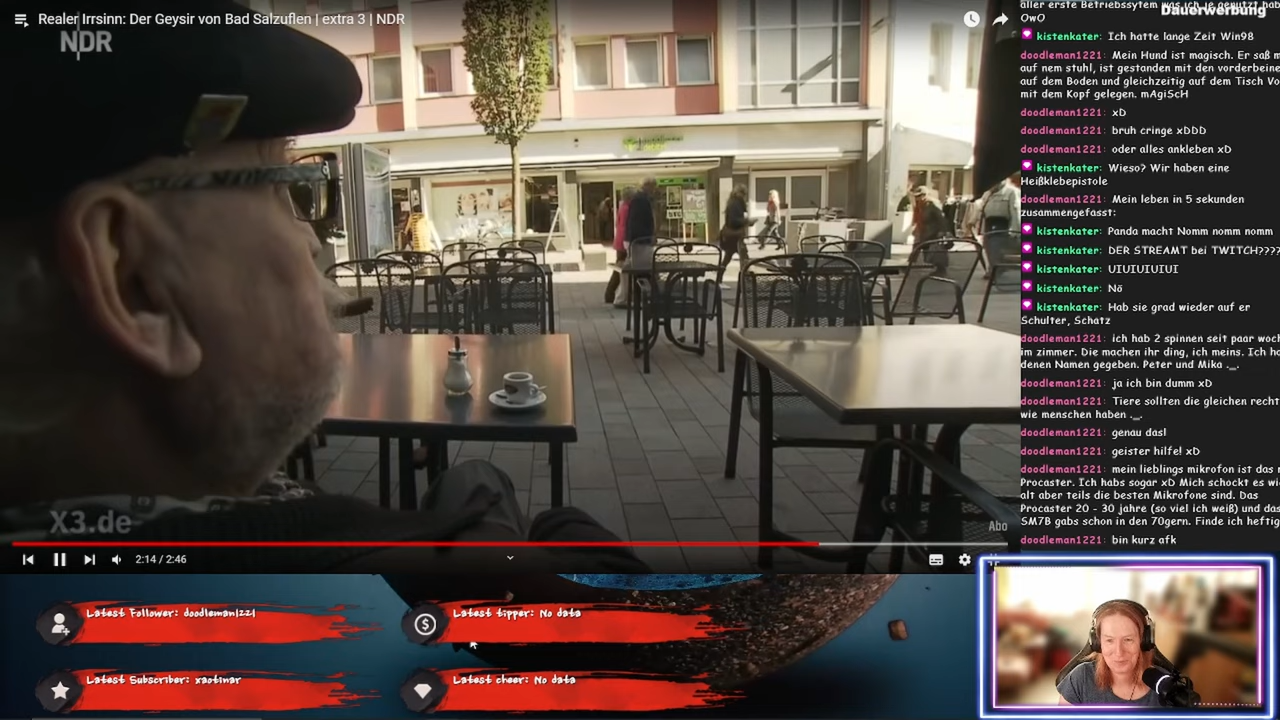 Realer Irrsinn: Der Geysir von Bad Salzuflen | extra 3 | NDR
NDR
X3.de
Abo
2:14 / 2:46
Latest Follower: doodleman1221
Latest tipper: No data
Latest Subscriber: xaotinar
Latest cheer: No data
Dauerwerbung
OwO
kistenkater: Ich hatte lange Zeit Win98
doodleman1221: Mein Hund ist magisch. Er saß m
auf nem stuhl, ist gestanden mit den vorderbeine
auf dem Boden und gleichzeitig auf dem Tisch Vo
mit dem Kopf gelegen. mAgiScH
doodleman1221: xD
doodleman1221: bruh cringe xDDD
doodleman1221: oder alles ankleben xD
kistenkater: Wieso? Wir haben eine
Heißklebepistole
doodleman1221: Mein leben in 5 sekunden
zusammengefasst:
kistenkater: Panda macht Nomm nomm nomm
kistenkater: DER STREAMT bei TWITCH????
kistenkater: UIUIUIUIUI
kistenkater: Nö
kistenkater: Hab sie grad wieder auf er
Schulter, Schatz
doodleman1221: ich hab 2 spinnen seit paar woc
im zimmer. Die machen ihr ding, ich meins. Ich ha
denen Namen gegeben. Peter und Mika ._.
doodleman1221: ja ich bin dumm xD
doodleman1221: Tiere sollten die gleichen recht
wie menschen haben ._.
doodleman1221: genau das!
doodleman1221: geister hilfe! xD
doodleman1221: mein lieblings mikrofon ist das
Procaster. Ich habs sogar xD Mich schockt es wi
alt aber teils die besten Mikrofone sind. Das
Procaster 20 - 30 jahre (so viel ich weiß) und das
SM7B gabs schon in den 70gern. Finde ich heftig
doodleman1221: bin kurz afk